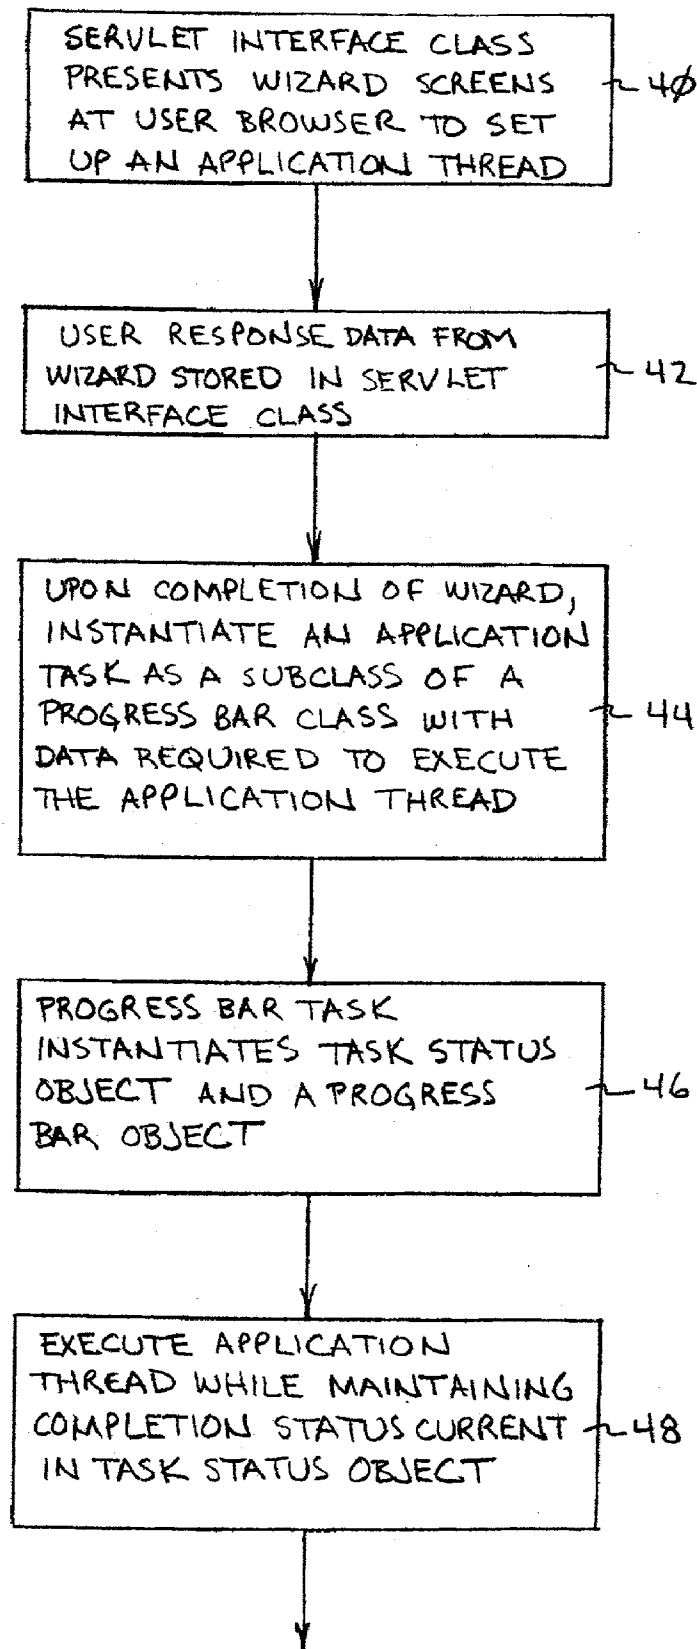 SERVLET INTERFACE CLASS
PRESENTS WIZARD SCREENS
AT USER BROWSER TO SET
UP AN APPLICATION THREAD
40
USER RESPONSE DATA FROM
WIZARD STORED IN SERVLET
INTERFACE CLASS
42
UPON COMPLETION OF WIZARD,
INSTANTIATE AN APPLICATION
TASK AS A SUBCLASS OF A
PROGRESS BAR CLASS WITH
DATA REQUIRED TO EXECUTE
THE APPLICATION THREAD
44
PROGRESS BAR TASK
INSTANTIATES TASK STATUS
OBJECT AND A PROGRESS
BAR OBJECT
46
EXECUTE APPLICATION
THREAD WHILE MAINTAINING
COMPLETION STATUS CURRENT
IN TASK STATUS OBJECT
48